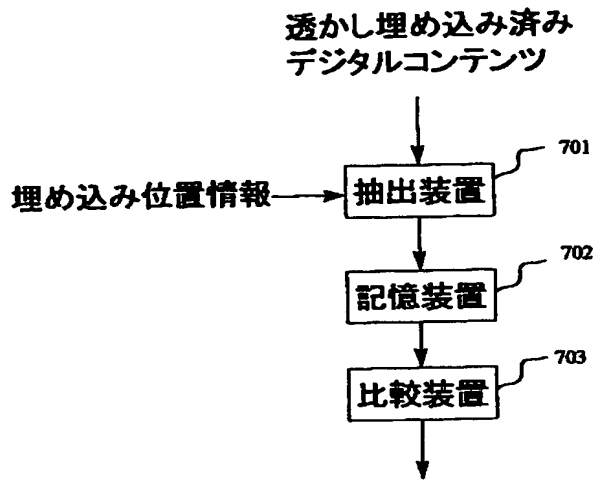 透かし埋め込み済み
デジタルコンテンツ
701
埋め込み位置情報
抽出装置
702
記憶装置
703
比較装置